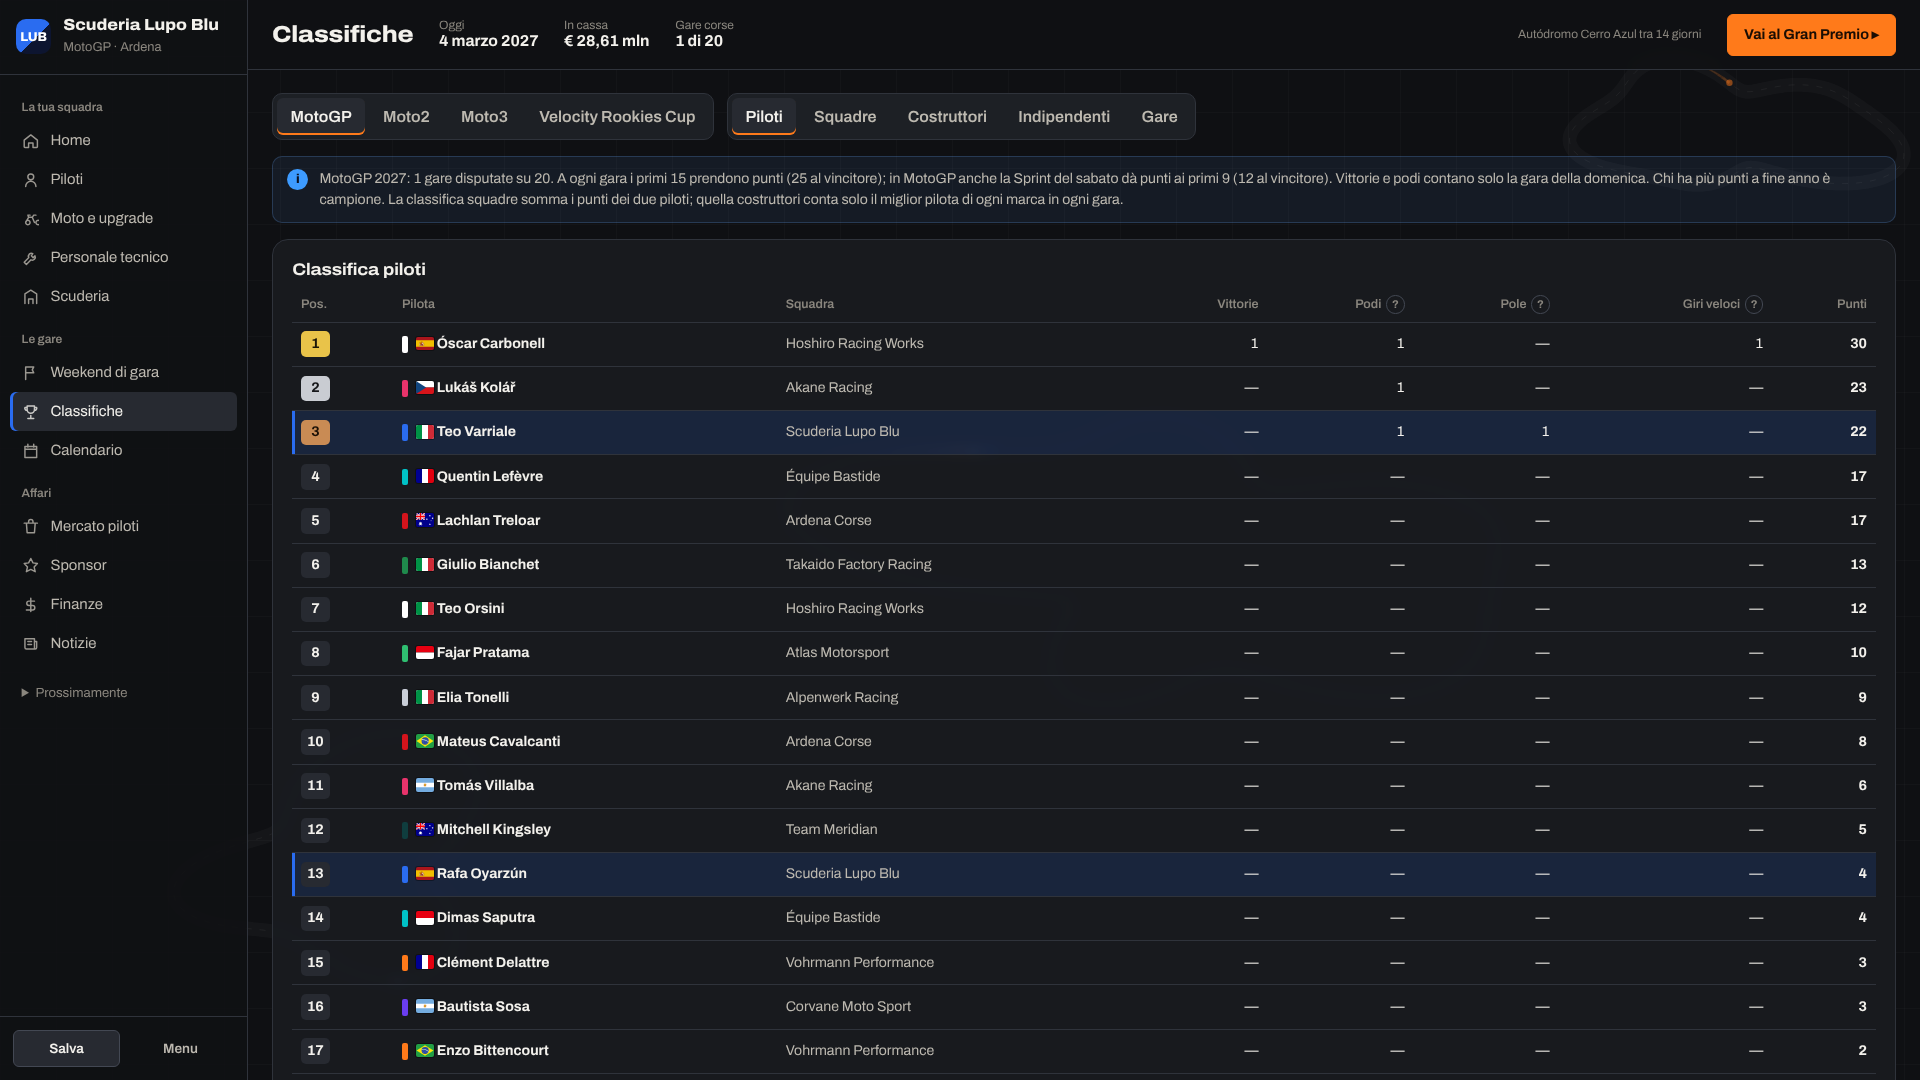 LUB
Scuderia Lupo Blu
MotoGP · Ardena
La tua squadra
Home
Piloti
Moto e upgrade
Personale tecnico
Scuderia
Le gare
Weekend di gara
Classifiche
Calendario
Affari
Mercato piloti
Sponsor
Finanze
Notizie
Prossimamente
Salva Menu
Classifiche
Oggi
4 marzo 2027
In cassa
€ 28,61 mln
Gare corse
1 di 20
Autódromo Cerro Azul tra 14 giorni
Vai al Gran Premio ▸
MotoGP Moto2 Moto3 Velocity Rookies Cup
Piloti Squadre Costruttori Indipendenti Gare
i
MotoGP 2027: 1 gare disputate su 20. A ogni gara i primi 15 prendono punti (25 al vincitore); in MotoGP anche la Sprint del sabato dà punti ai primi 9 (12 al vincitore). Vittorie e podi contano solo la gara della domenica. Chi ha più punti a fine anno è
campione. La classifica squadre somma i punti dei due piloti; quella costruttori conta solo il miglior pilota di ogni marca in ogni gara.
Classifica piloti
Pos. Pilota Squadra Vittorie Podi ? Pole ? Giri veloci ? Punti
1 Óscar Carbonell Hoshiro Racing Works 1 1 — 1 30
2 Lukáš Kolář Akane Racing — 1 — — 23
3 Teo Varriale Scuderia Lupo Blu — 1 1 — 22
4 Quentin Lefèvre Équipe Bastide — — — — 17
5 Lachlan Treloar Ardena Corse — — — — 17
6 Giulio Bianchet Takaido Factory Racing — — — — 13
7 Teo Orsini Hoshiro Racing Works — — — — 12
8 Fajar Pratama Atlas Motorsport — — — — 10
9 Elia Tonelli Alpenwerk Racing — — — — 9
10 Mateus Cavalcanti Ardena Corse — — — — 8
11 Tomás Villalba Akane Racing — — — — 6
12 Mitchell Kingsley Team Meridian — — — — 5
13 Rafa Oyarzún Scuderia Lupo Blu — — — — 4
14 Dimas Saputra Équipe Bastide — — — — 4
15 Clément Delattre Vohrmann Performance — — — — 3
16 Bautista Sosa Corvane Moto Sport — — — — 3
17 Enzo Bittencourt Vohrmann Performance — — — — 2